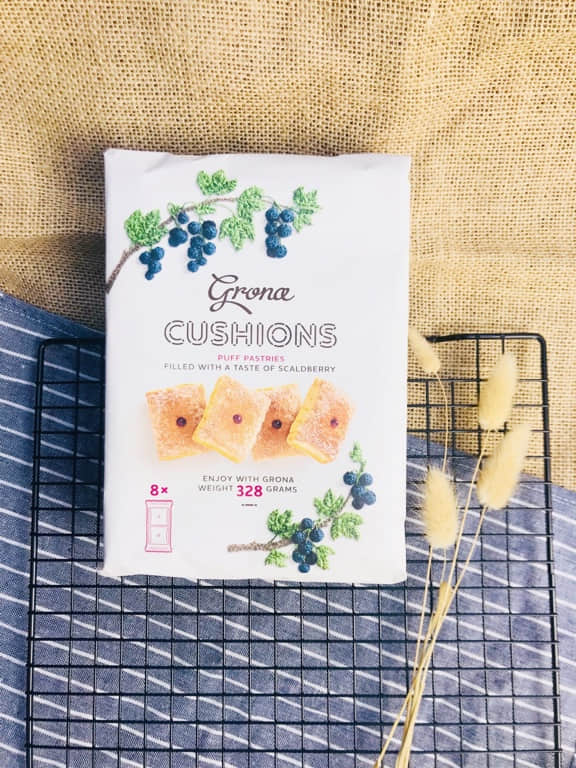 Grona
CUSHIONS
PUFF PASTRIES
FILLED WITH A TASTE OF SCALDBERRY
ENJOY WITH GRONA
8× WEIGHT 328 GRAMS